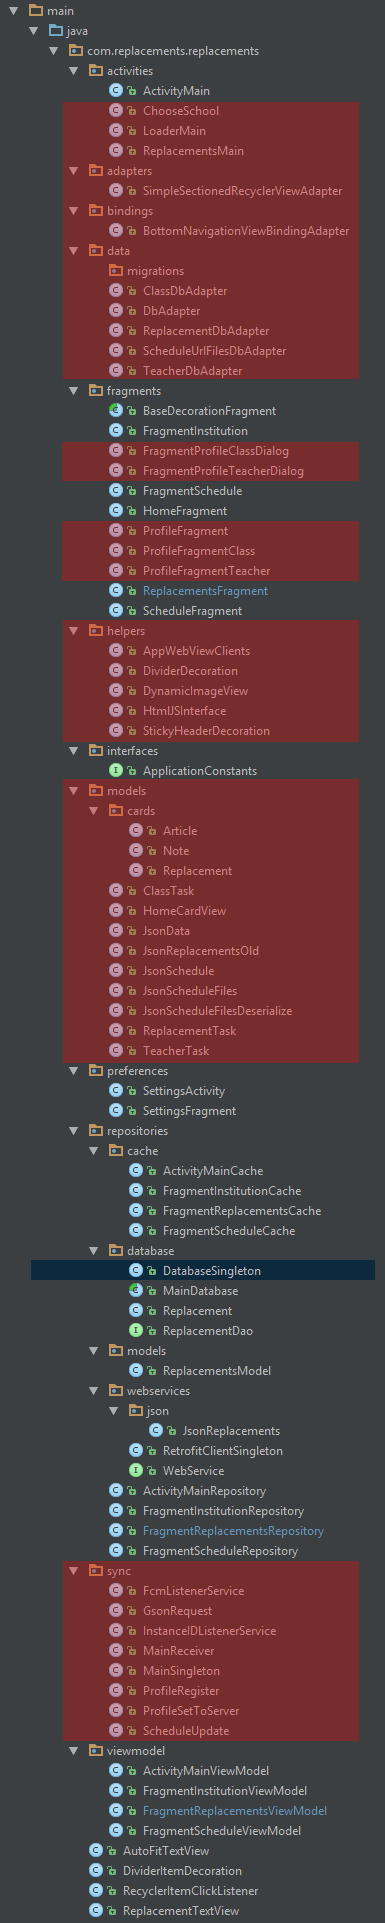 main
java
com.replacements.replacements
activities
ActivityMain
ChooseSchool
LoaderMain
ReplacementsMain
adapters
SimpleSectionedRecyclerViewAdapter
bindings
BottomNavigationViewBindingAdapter
data
migrations
ClassDbAdapter
DbAdapter
ReplacementDbAdapter
ScheduleUrlFilesDbAdapter
TeacherDbAdapter
fragments
BaseDecorationFragment
FragmentInstitution
FragmentProfileClassDialog
FragmentProfileTeacherDialog
FragmentSchedule
HomeFragment
ProfileFragment
ProfileFragmentClass
ProfileFragmentTeacher
ReplacementsFragment
ScheduleFragment
helpers
AppWebViewClients
DividerDecoration
DynamicImageView
HtmlJSInterface
StickyHeaderDecoration
interfaces
ApplicationConstants
models
cards
Article
Note
Replacement
ClassTask
HomeCardView
JsonData
JsonReplacementsOld
JsonSchedule
JsonScheduleFiles
JsonScheduleFilesDeserialize
ReplacementTask
TeacherTask
preferences
SettingsActivity
SettingsFragment
repositories
cache
ActivityMainCache
FragmentInstitutionCache
FragmentReplacementsCache
FragmentScheduleCache
database
DatabaseSingleton
MainDatabase
Replacement
ReplacementDao
models
ReplacementsModel
webservices
json
JsonReplacements
RetrofitClientSingleton
WebService
ActivityMainRepository
FragmentInstitutionRepository
FragmentReplacementsRepository
FragmentScheduleRepository
sync
FcmListenerService
GsonRequest
InstanceIDListenerService
MainReceiver
MainSingleton
ProfileRegister
ProfileSetToServer
ScheduleUpdate
viewmodel
ActivityMainViewModel
FragmentInstitutionViewModel
FragmentReplacementsViewModel
FragmentScheduleViewModel
AutoFitTextView
DividerItemDecoration
RecyclerItemClickListener
ReplacementTextView